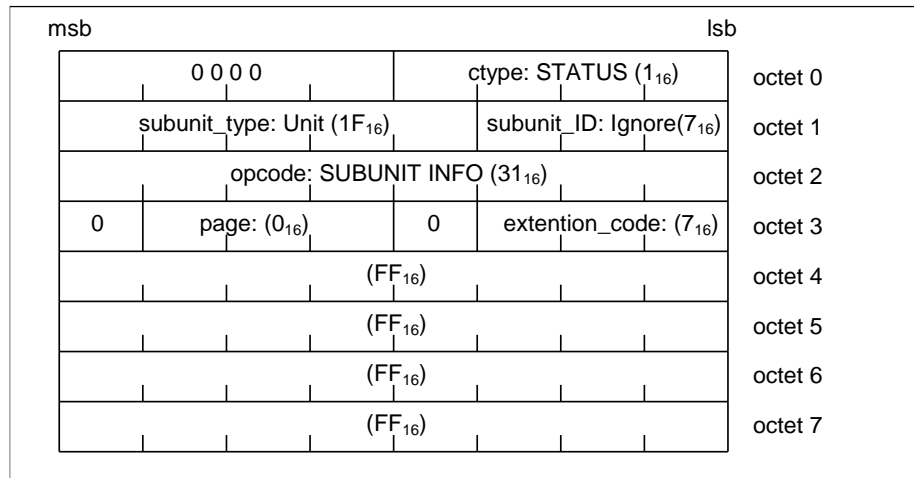 msb lsb
0 0 0 0 ctype: STATUS (1₁₆) octet 0
subunit_type: Unit (1F₁₆) subunit_ID: Ignore(7₁₆) octet 1
opcode: SUBUNIT INFO (31₁₆) octet 2
0 page: (0₁₆) 0 extention_code: (7₁₆) octet 3
(FF₁₆) octet 4
(FF₁₆) octet 5
(FF₁₆) octet 6
(FF₁₆) octet 7